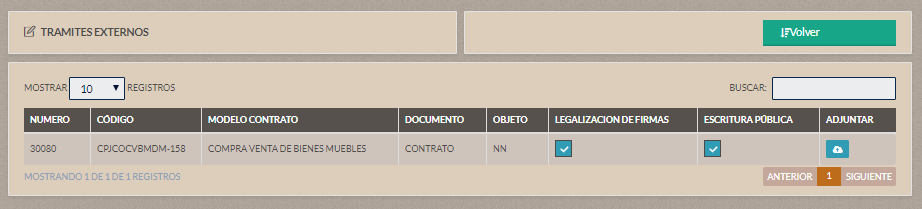 TRAMITES EXTERNOS
Volver
MOSTRAR 10 REGISTROS
BUSCAR:
NUMERO CÓDIGO MODELO CONTRATO DOCUMENTO OBJETO LEGALIZACION DE FIRMAS ESCRITURA PÚBLICA ADJUNTAR
30080 CPJCOCVBMDM-158 COMPRA VENTA DE BIENES MUEBLES CONTRATO NN
MOSTRANDO 1 DE 1 DE 1 REGISTROS
ANTERIOR 1 SIGUIENTE